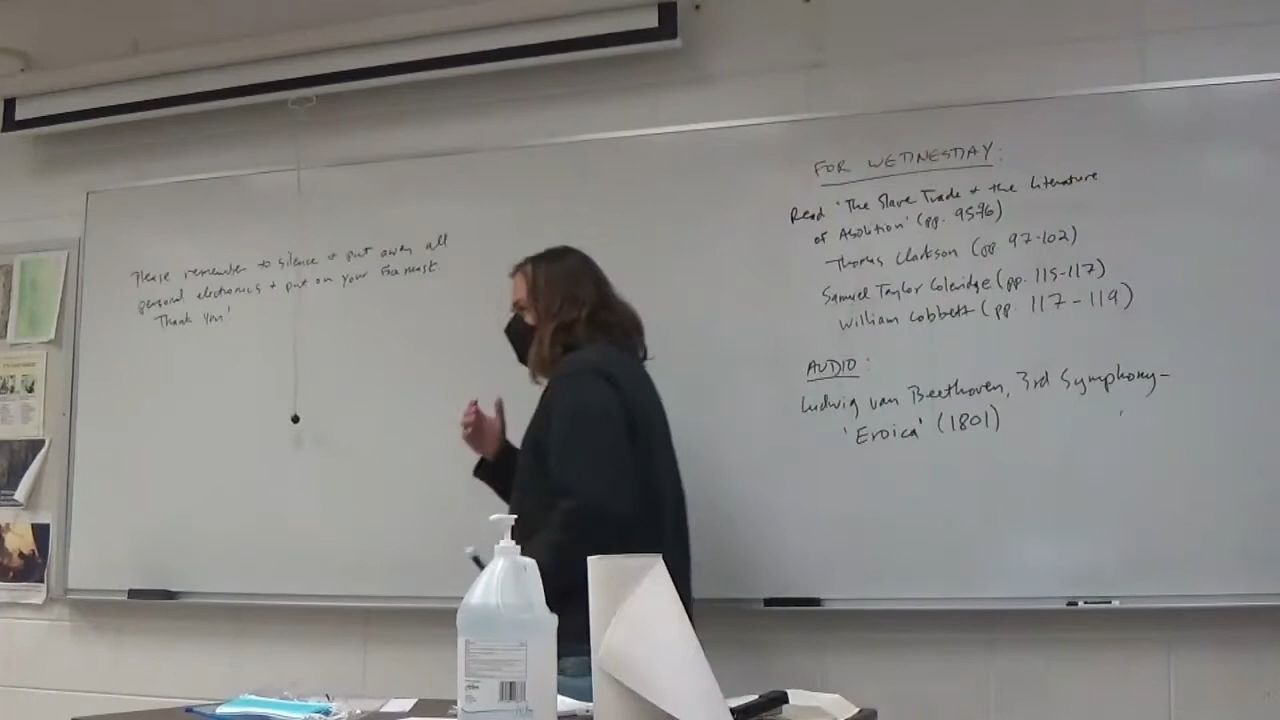 Please remember to silence + put away all
personal electronics + put on your face mask.
Thank You!
FOR WEDNESDAY:
Read 'The Slave Trade + the Literature
of Abolition' (pp. 95-96)
Thomas Clarkson (pp 97-102)
Samuel Taylor Coleridge (pp. 115-117)
William Cobbett (pp. 117-119)
AUDIO:
Ludwig van Beethoven, 3rd Symphony-
'Eroica' (1801)